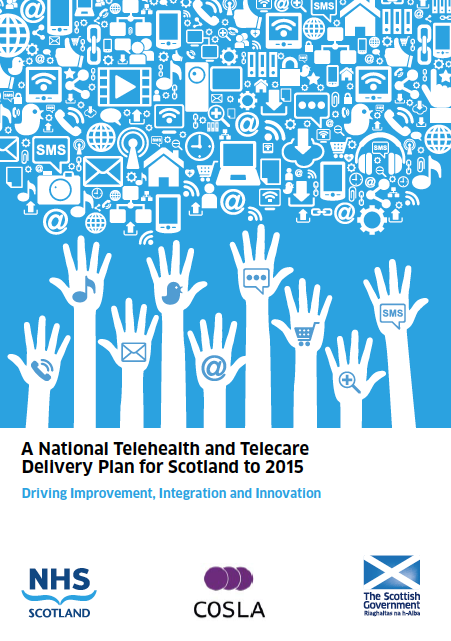 SMS
SMS
SMS
@
@
@
@
@
SMS
A National Telehealth and Telecare
Delivery Plan for Scotland to 2015
Driving Improvement, Integration and Innovation
NHS
SCOTLAND
COSLA
The Scottish
Government
Riaghaltas na h-Alba